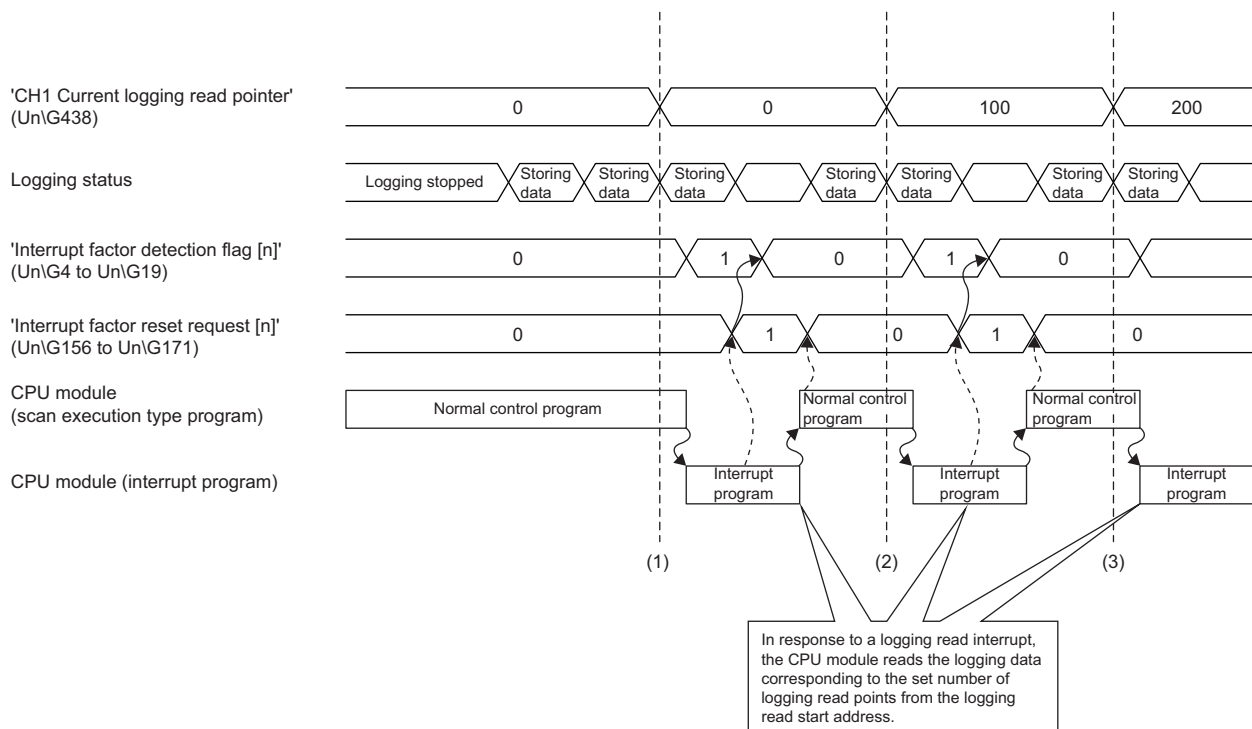 'CH1 Current logging read pointer'
(Un\G438)
0
0
100
200
Logging status
Logging stopped
Storing
data
Storing
data
Storing
data
Storing
data
Storing
data
Storing
data
Storing
data
'Interrupt factor detection flag [n]'
(Un\G4 to Un\G19)
0
1
0
1
0
'Interrupt factor reset request [n]'
(Un\G156 to Un\G171)
0
1
0
1
0
CPU module
(scan execution type program)
Normal control program
Normal control
program
Normal control
program
CPU module (interrupt program)
Interrupt
program
Interrupt
program
Interrupt
program
(1)
(2)
(3)
In response to a logging read interrupt,
the CPU module reads the logging data
corresponding to the set number of
logging read points from the logging
read start address.